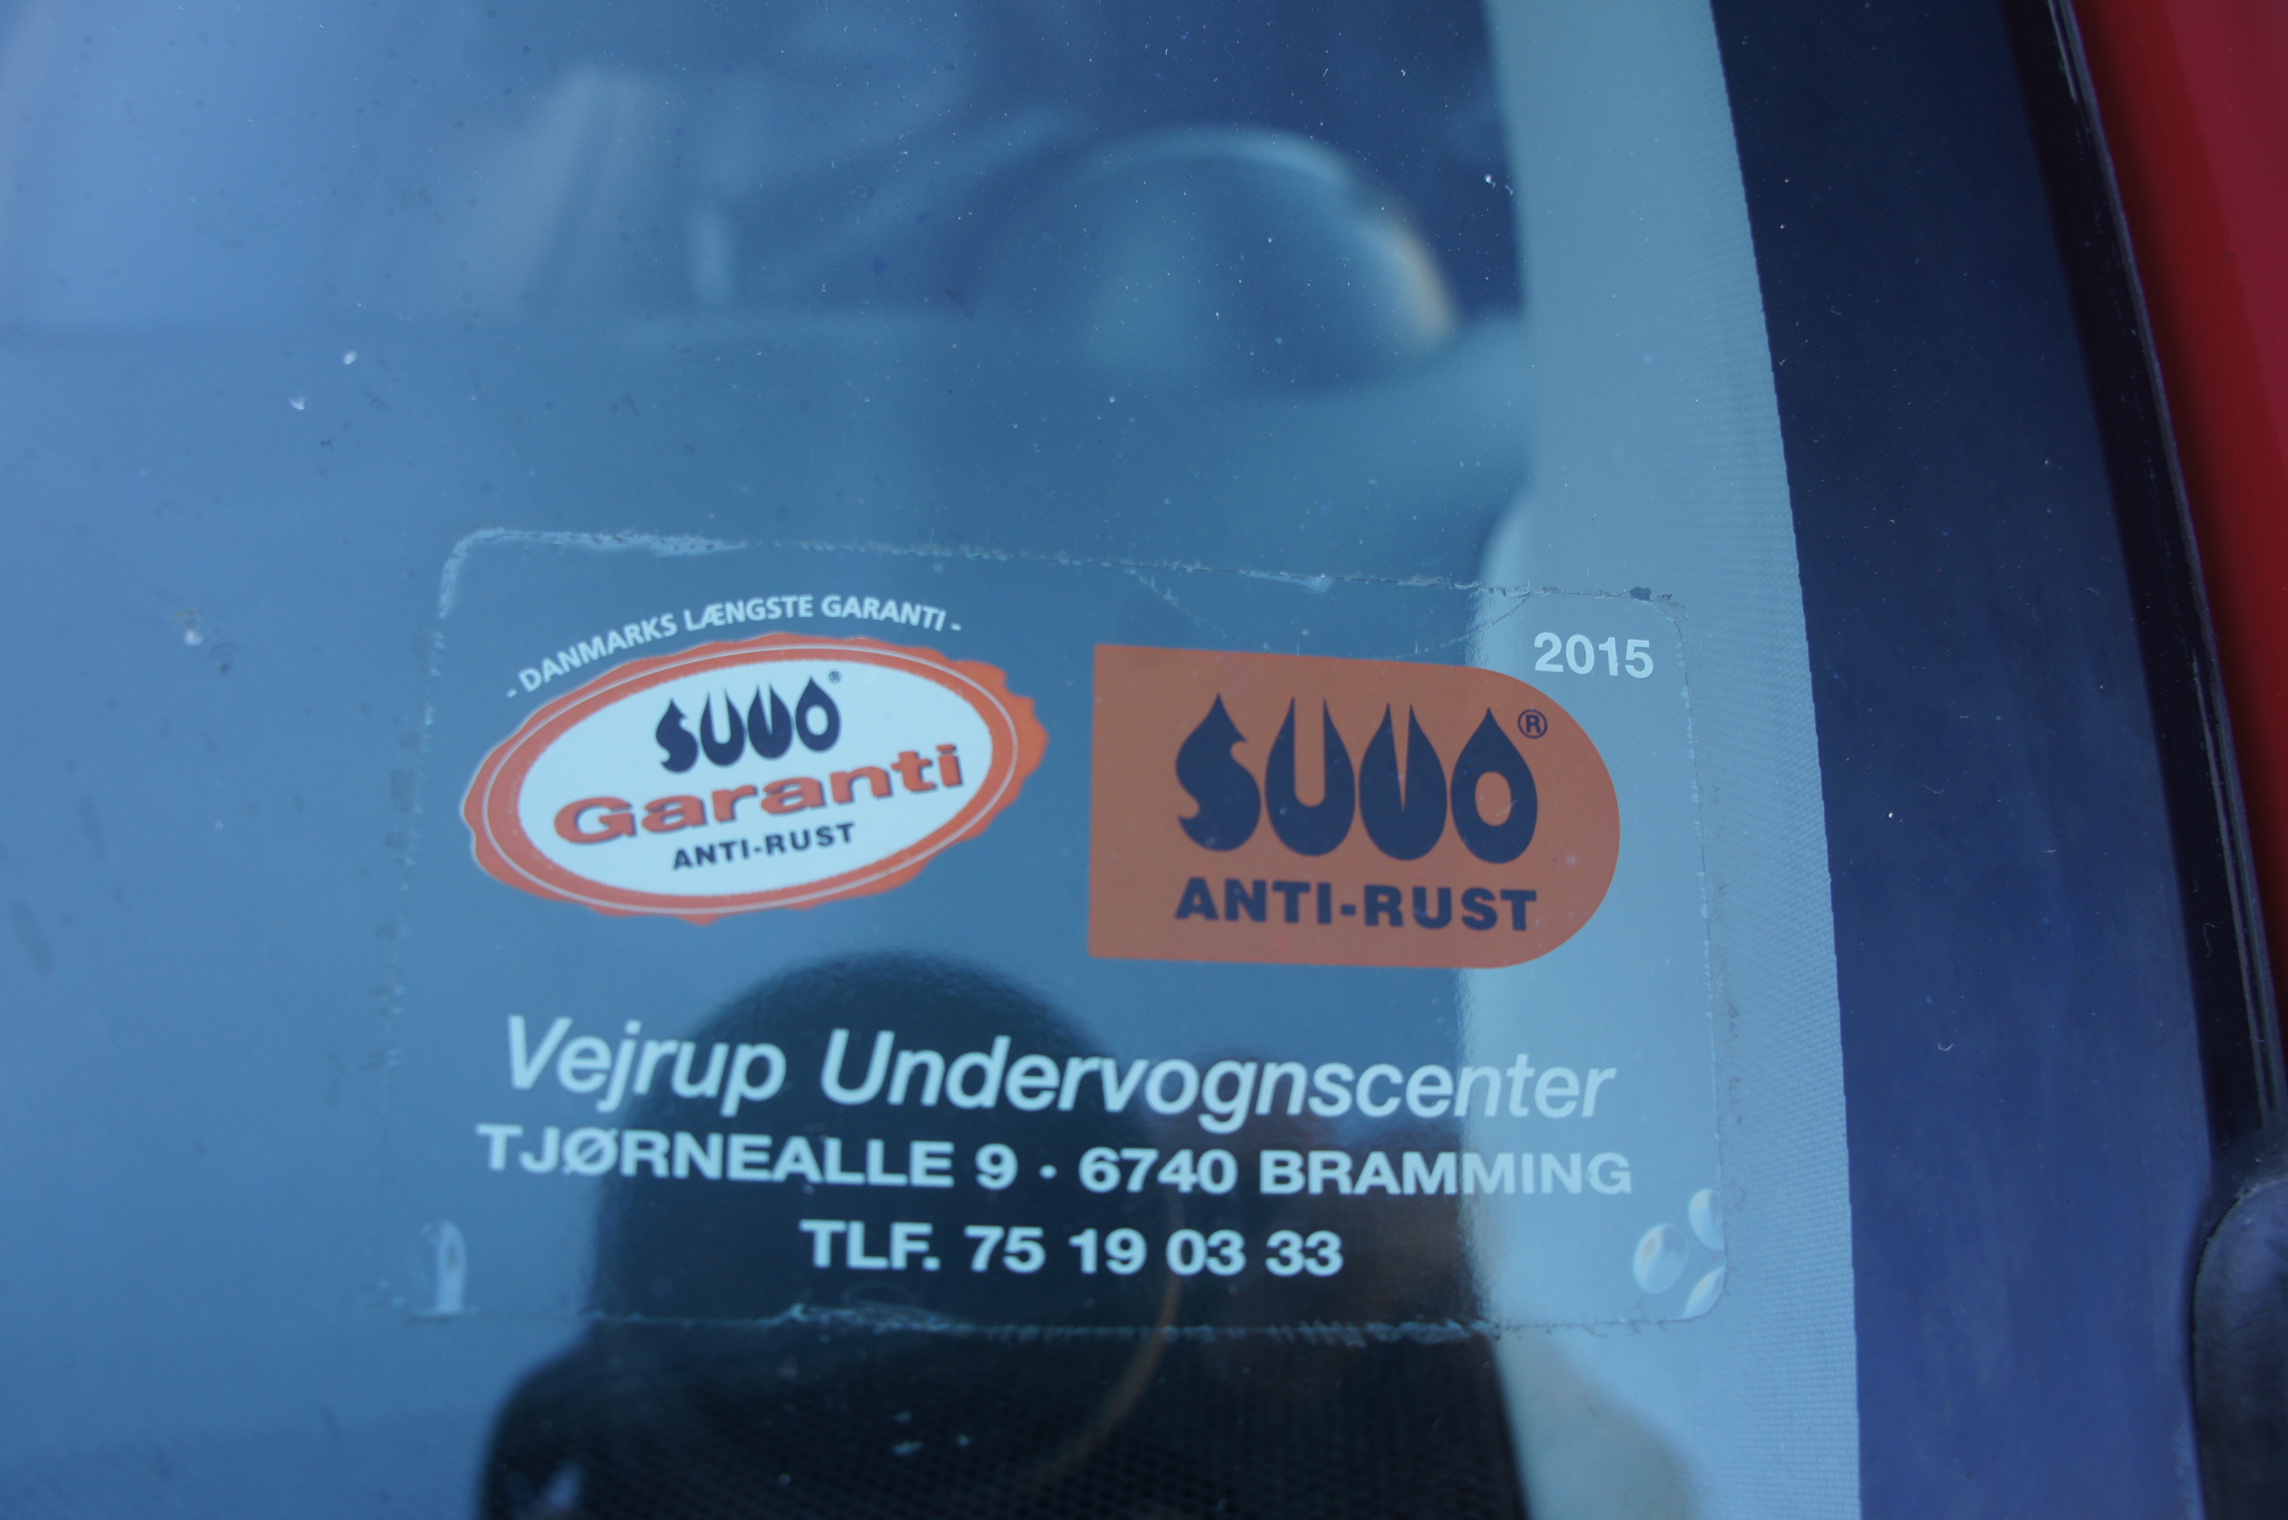 - DANMARKS LÆNGSTE GARANTI -
SUVO®
Garanti
ANTI-RUST
2015
SUVO®
ANTI-RUST
Vejrup Undervognscenter
TJØRNEALLE 9 · 6740 BRAMMING
TLF. 75 19 03 33